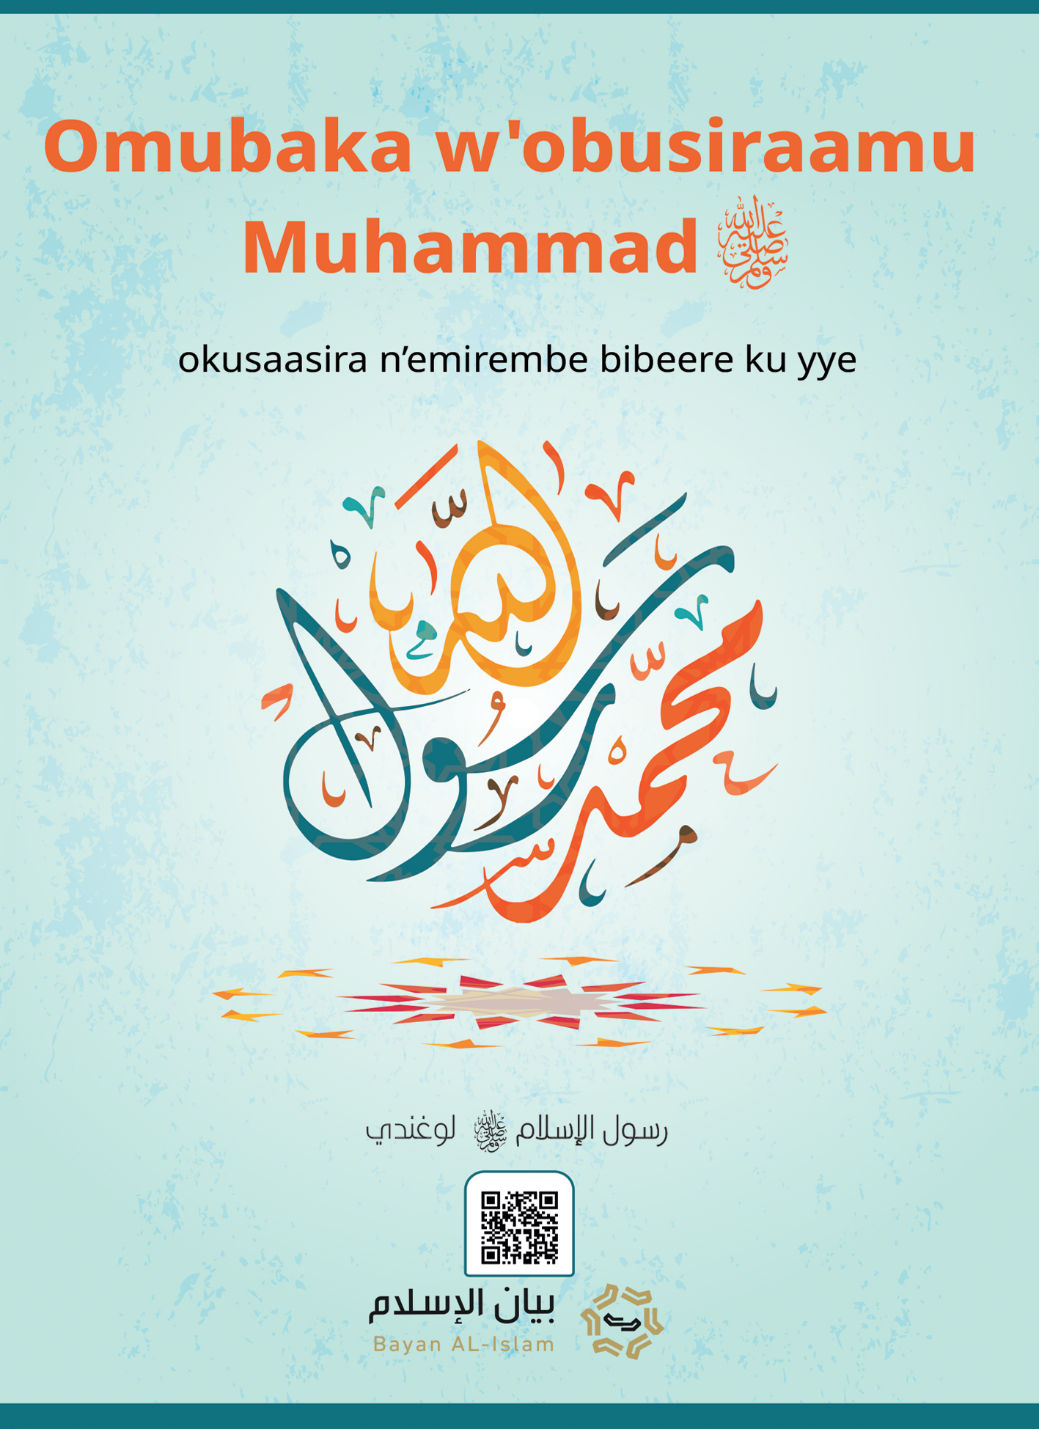 Omubaka w'obusiraamu
Muhammad ﷺ
okusaasira n’emirembe bibeere ku yye
محمد رسول الله
رسول الإسلام ﷺ لوغندي
بيان الإسلام
Bayan AL-Islam